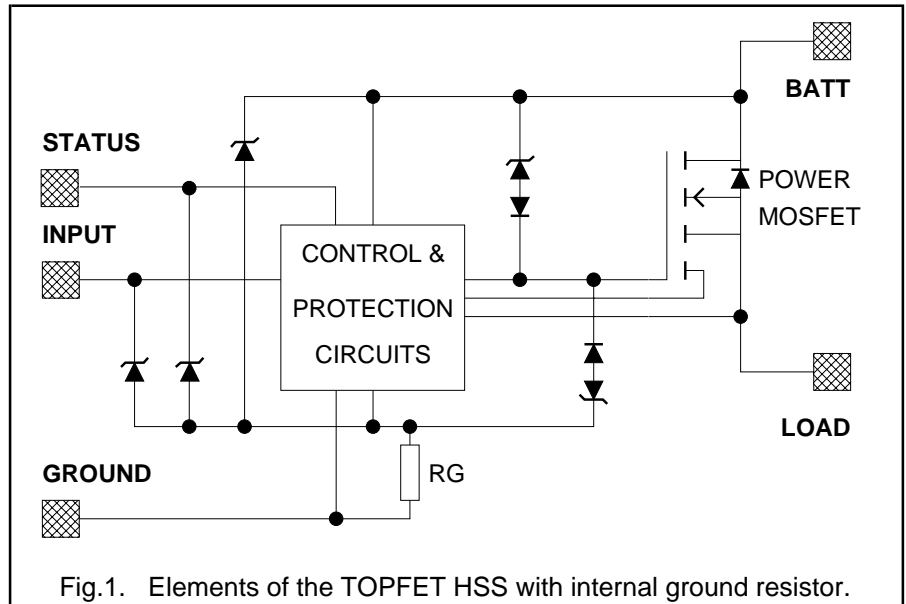 BATT
STATUS
POWER
MOSFET
INPUT
CONTROL &
PROTECTION
CIRCUITS
LOAD
RG
GROUND
Fig.1. Elements of the TOPFET HSS with internal ground resistor.